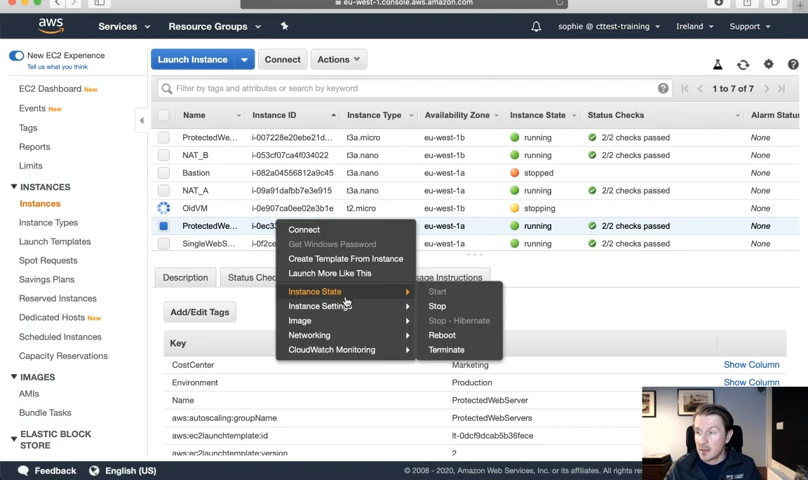 eu-west-1.console.aws.amazon.com
aws
Services
Resource Groups
sophie @ cttest-training
Ireland
Support
New EC2 Experience
Tell us what you think
EC2 Dashboard New
Events New
Tags
Reports
Limits
INSTANCES
Instances
Instance Types
Launch Templates
Spot Requests
Savings Plans
Reserved Instances
Dedicated Hosts New
Scheduled Instances
Capacity Reservations
IMAGES
AMIs
Bundle Tasks
ELASTIC BLOCK
STORE
Launch Instance
Connect
Actions
Filter by tags and attributes or search by keyword
1 to 7 of 7
Name Instance ID Instance Type Availability Zone Instance State Status Checks Alarm Status
ProtectedWe... i-007228e20ebe21d... t3a.micro eu-west-1b running 2/2 checks passed None
NAT_B i-053cf07ca4f034022 t3a.nano eu-west-1b running 2/2 checks passed None
Bastion i-082a04556812a9c45 t3a.nano eu-west-1a stopped None
NAT_A i-09a91dafbb7e3e915 t3a.nano eu-west-1a running 2/2 checks passed None
OldVM i-0e907ca0ee02e3b1e t2.micro eu-west-1b stopping None
ProtectedWe... i-0ec33 eu-west-1a running 2/2 checks passed None
SingleWebS... i-0f2ce eu-west-1a running 2/2 checks passed None
Connect
Get Windows Password
Create Template From Instance
Launch More Like This
Instance State
Instance Settings
Image
Networking
CloudWatch Monitoring
Start
Stop
Stop - Hibernate
Reboot
Terminate
Description
Status Chec
sage Instructions
Add/Edit Tags
Key
CostCenter Marketing Show Column
Environment Production Show Column
Name ProtectedWebServer
aws:autoscaling:groupName ProtectedWebServers
aws:ec2launchtemplate:id lt-0dcf9dcab5b36fece
aws:ec2launchtemplate:version 2
Feedback
English (US)
© 2008 - 2020, Amazon Web Services, Inc. or its affiliates. All rights